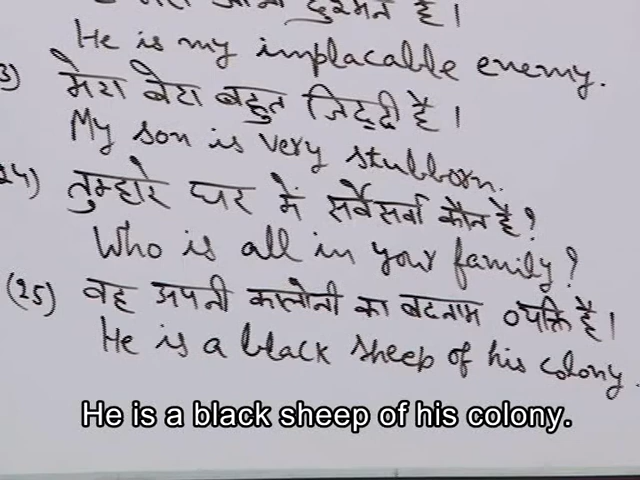 दुश्मन है।
He is my implacable enemy.
3) मेरा बेटा बहुत जिद्दी है।
My son is very stubborn.
24) तुम्हारे घर में सर्वेसर्वा कौन है?
Who is all in your family?
(25) वह अपनी कालोनी का बदनाम व्यक्ति है।
He is a black sheep of his colony.
He is a black sheep of his colony.